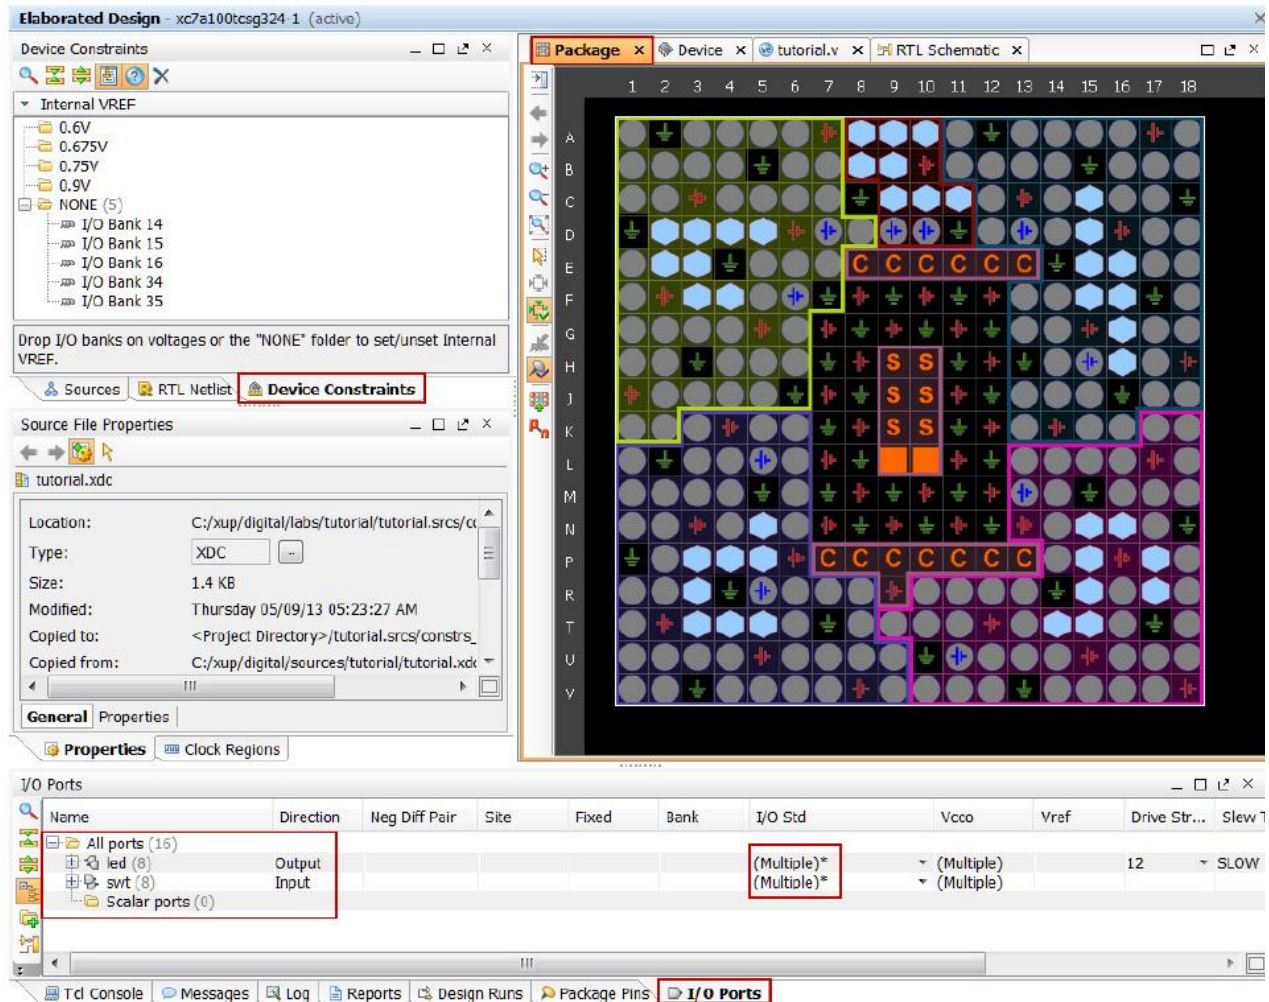 Elaborated Design - xc7a100tcsg324-1 (active)
Device Constraints
Internal VREF
0.6V
0.675V
0.75V
0.9V
NONE (5)
I/O Bank 14
I/O Bank 15
I/O Bank 16
I/O Bank 34
I/O Bank 35
Drop I/O banks on voltages or the "NONE" folder to set/unset Internal
VREF.
Sources RTL Netlist Device Constraints
Source File Properties
tutorial.xdc
Location: C:/xup/digital/labs/tutorial/tutorial.srcs/cc
Type: XDC ...
Size: 1.4 KB
Modified: Thursday 05/09/13 05:23:27 AM
Copied to: <Project Directory>/tutorial.srcs/constrs_
Copied from: C:/xup/digital/sources/tutorial/tutorial.xdc
General Properties
Properties Clock Regions
Package Device tutorial.v RTL Schematic
1 2 3 4 5 6 7 8 9 10 11 12 13 14 15 16 17 18
A
B
C
D
E C C C C C C
F
G
H S S
J S S
K S S
L
M
N
P C C C C C C C
R
T
U
V
I/O Ports
Name Direction Neg Diff Pair Site Fixed Bank I/O Std Vcco Vref Drive Str... Slew T
All ports (16)
led (8) Output (Multiple)* (Multiple) 12 SLOW
swt (8) Input (Multiple)* (Multiple)
Scalar ports (0)
Tcl Console Messages Log Reports Design Runs Package Pins I/O Ports